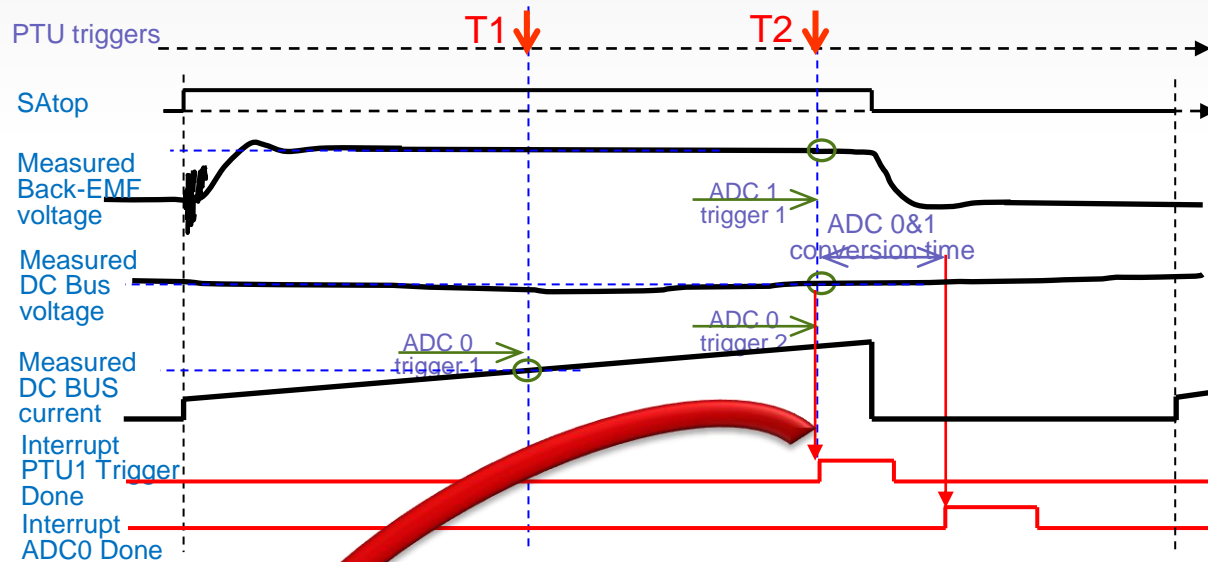 PTU triggers
T1
T2
SAtop
Measured
Back-EMF
voltage
ADC 1
trigger 1
ADC 0&1
conversion time
Measured
DC Bus
voltage
ADC 0
trigger 1
ADC 0
trigger 2
Measured
DC BUS
current
Interrupt
PTU1 Trigger
Done
Interrupt
ADC0 Done